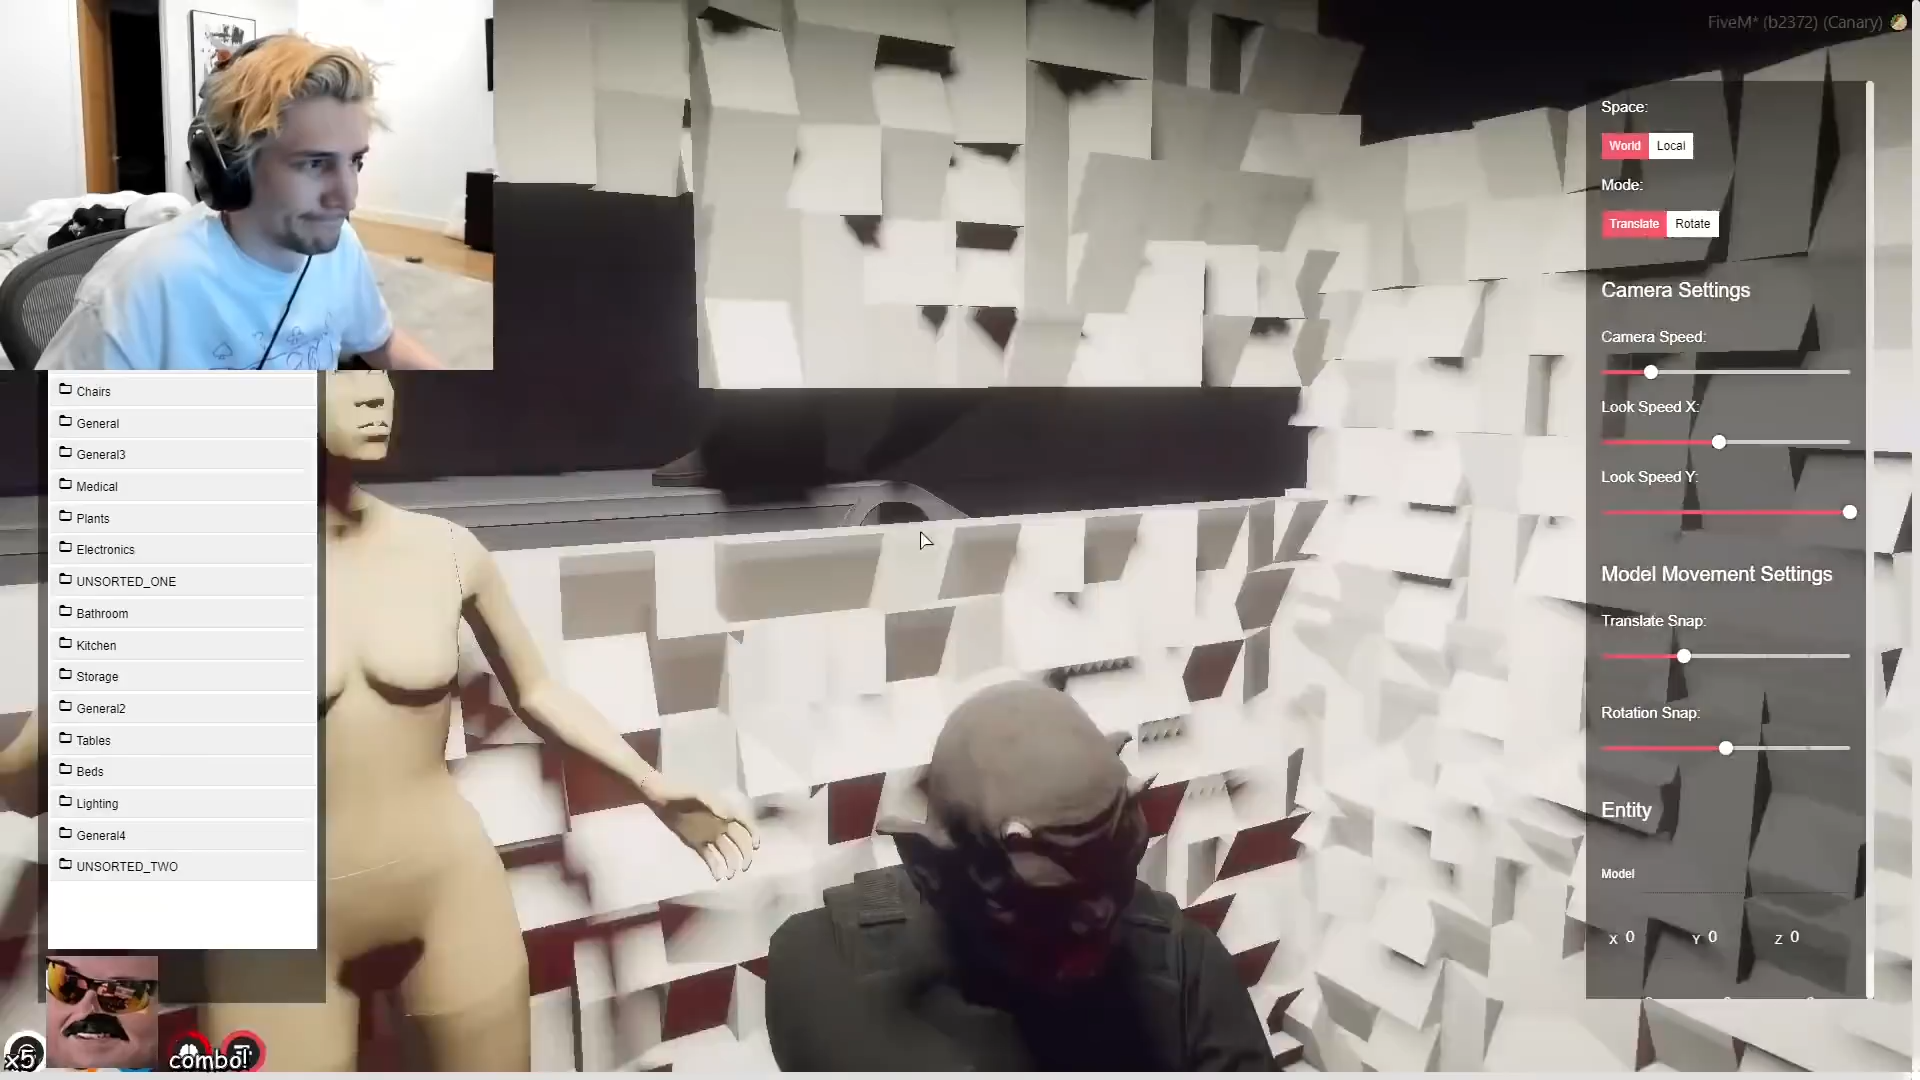 FiveM* (b2372) (Canary)
Space:
World Local
Mode:
Translate Rotate
Camera Settings
Camera Speed:
Look Speed X:
Look Speed Y:
Model Movement Settings
Translate Snap:
Rotation Snap:
Entity
Model
X 0 Y 0 Z 0
Chairs
General
General3
Medical
Plants
Electronics
UNSORTED_ONE
Bathroom
Kitchen
Storage
General2
Tables
Beds
Lighting
General4
UNSORTED_TWO
x5 combo!